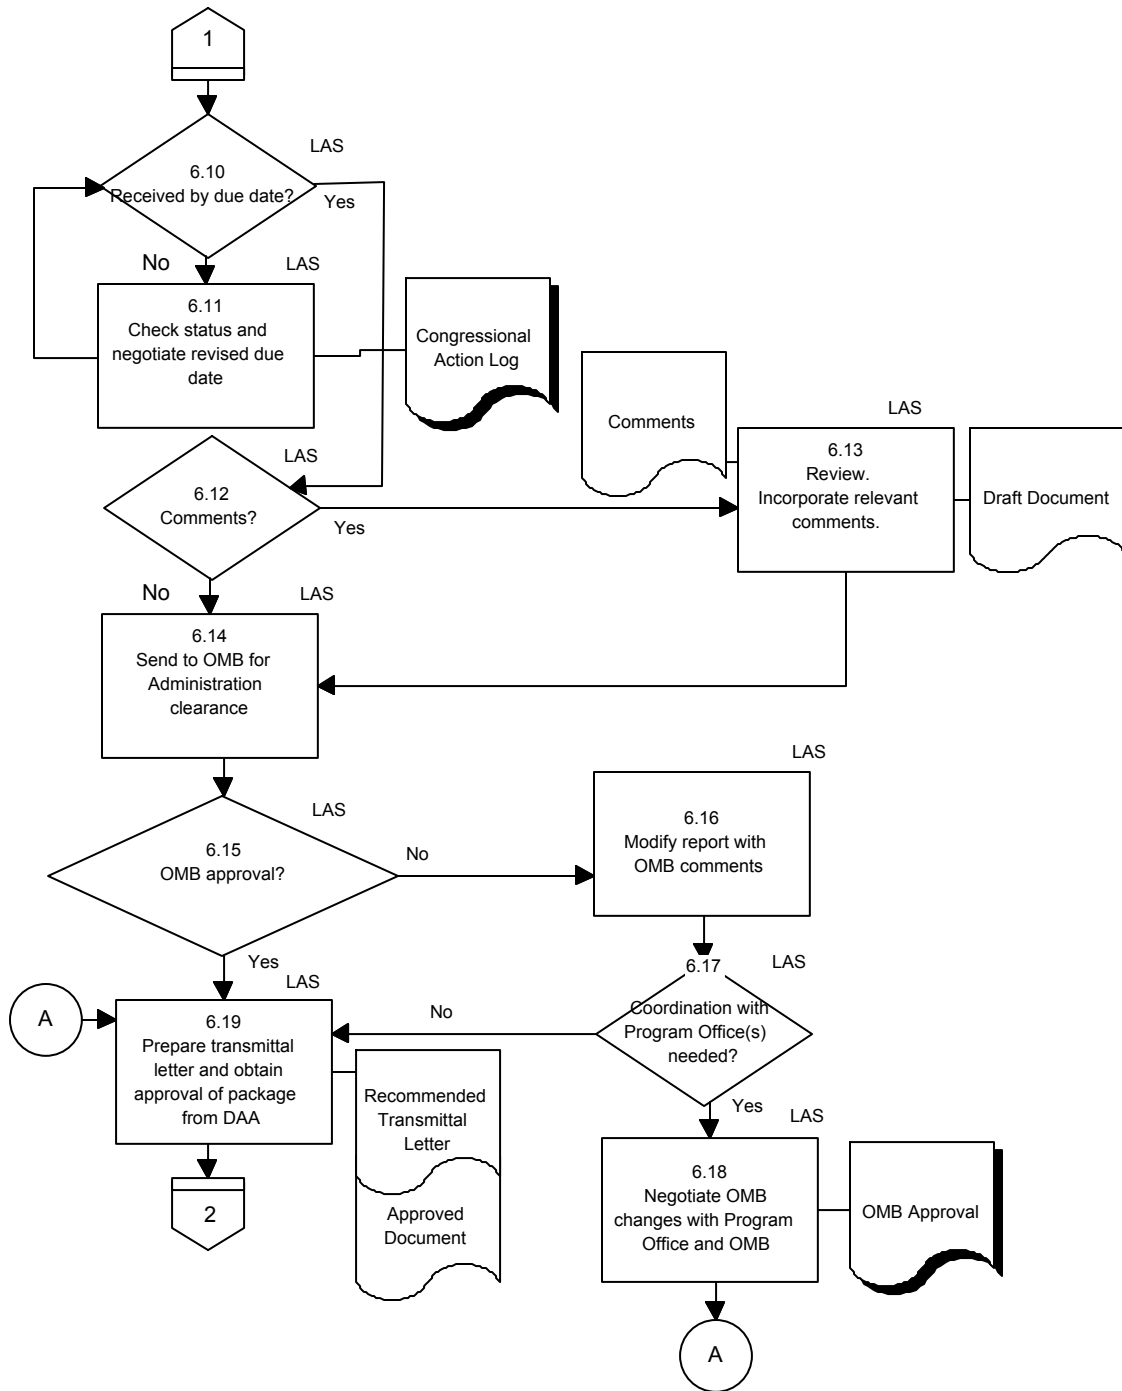 1
LAS
6.10
Received by due date?
Yes
No
LAS
6.11
Check status and
negotiate revised due
date
Congressional
Action Log
LAS
6.12
Comments?
Yes
Comments
LAS
6.13
Review.
Incorporate relevant
comments.
Draft Document
No
LAS
6.14
Send to OMB for
Administration
clearance
LAS
6.15
OMB approval?
No
LAS
6.16
Modify report with
OMB comments
Yes
LAS
6.17
Coordination with
Program Office(s)
needed?
No
A
LAS
6.19
Prepare transmittal
letter and obtain
approval of package
from DAA
Recommended
Transmittal
Letter
Approved
Document
Yes
LAS
6.18
Negotiate OMB
changes with Program
Office and OMB
OMB Approval
2
A